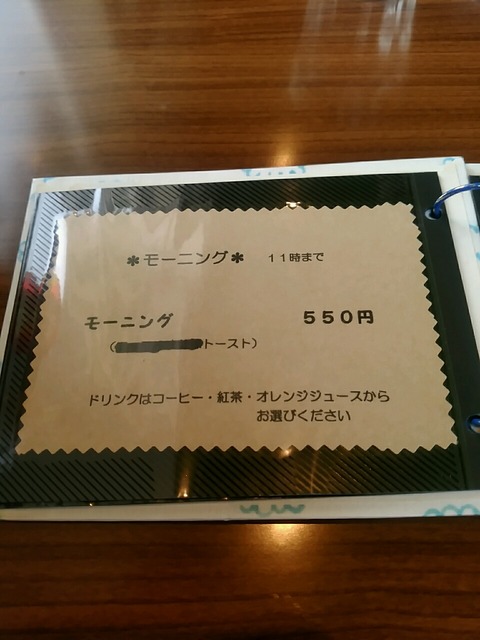 ＊モーニング＊　１１時まで
モーニング　５５０円
（トースト）
ドリンクはコーヒー・紅茶・オレンジジュースから
お選びください